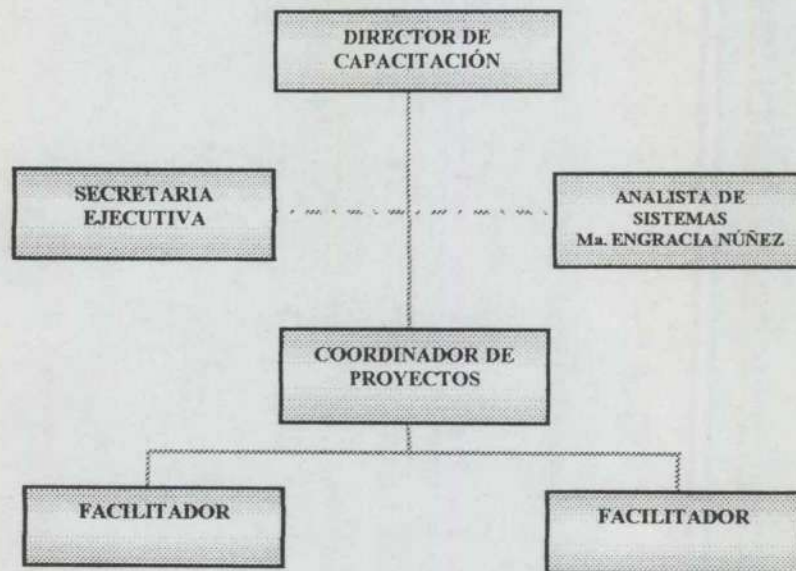 DIRECTOR DE
CAPACITACIÓN
SECRETARIA
EJECUTIVA
ANALISTA DE
SISTEMAS
Ma. ENGRACIA NÚÑEZ
COORDINADOR DE
PROYECTOS
FACILITADOR
FACILITADOR